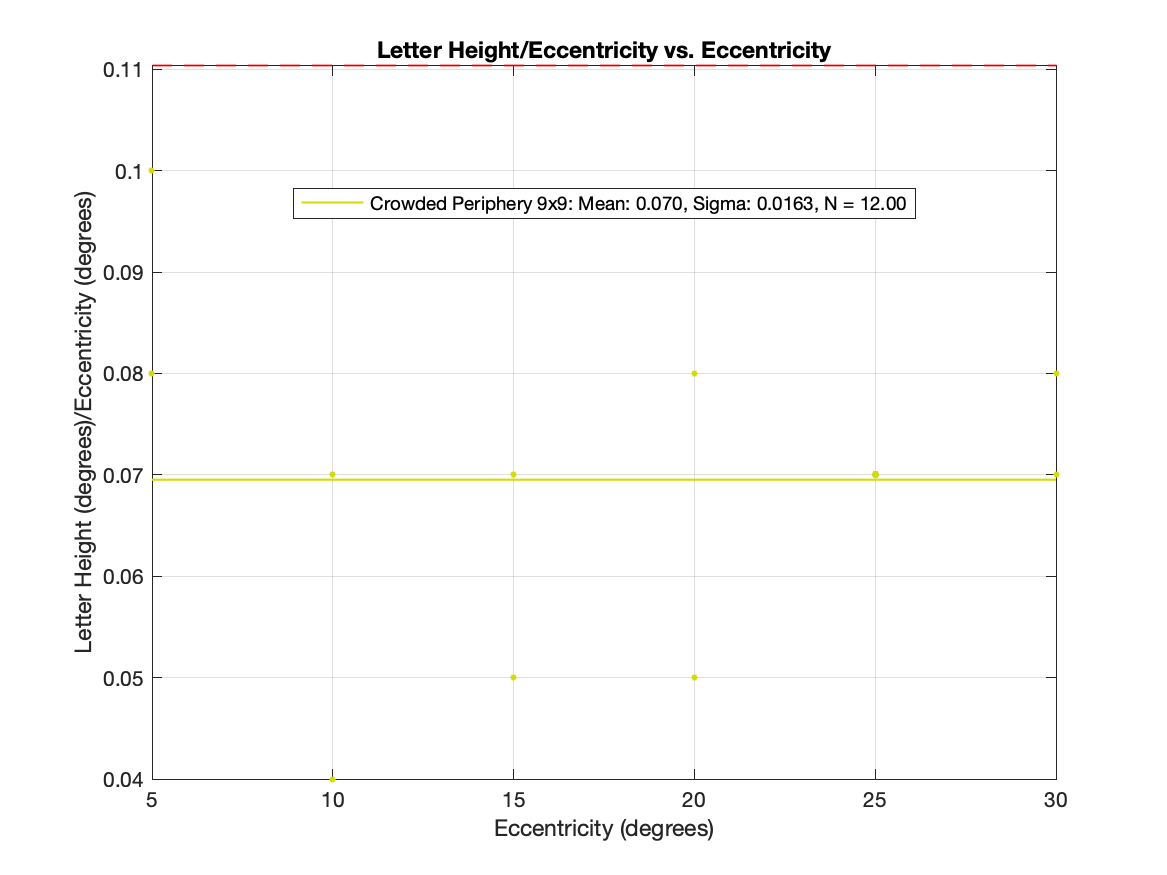 Letter Height/Eccentricity vs. Eccentricity
0.11
0.1
0.09
0.08
0.07
0.06
0.05
0.04
Letter Height (degrees)/Eccentricity (degrees)
Crowded Periphery 9x9: Mean: 0.070, Sigma: 0.0163, N = 12.00
5 10 15 20 25 30
Eccentricity (degrees)